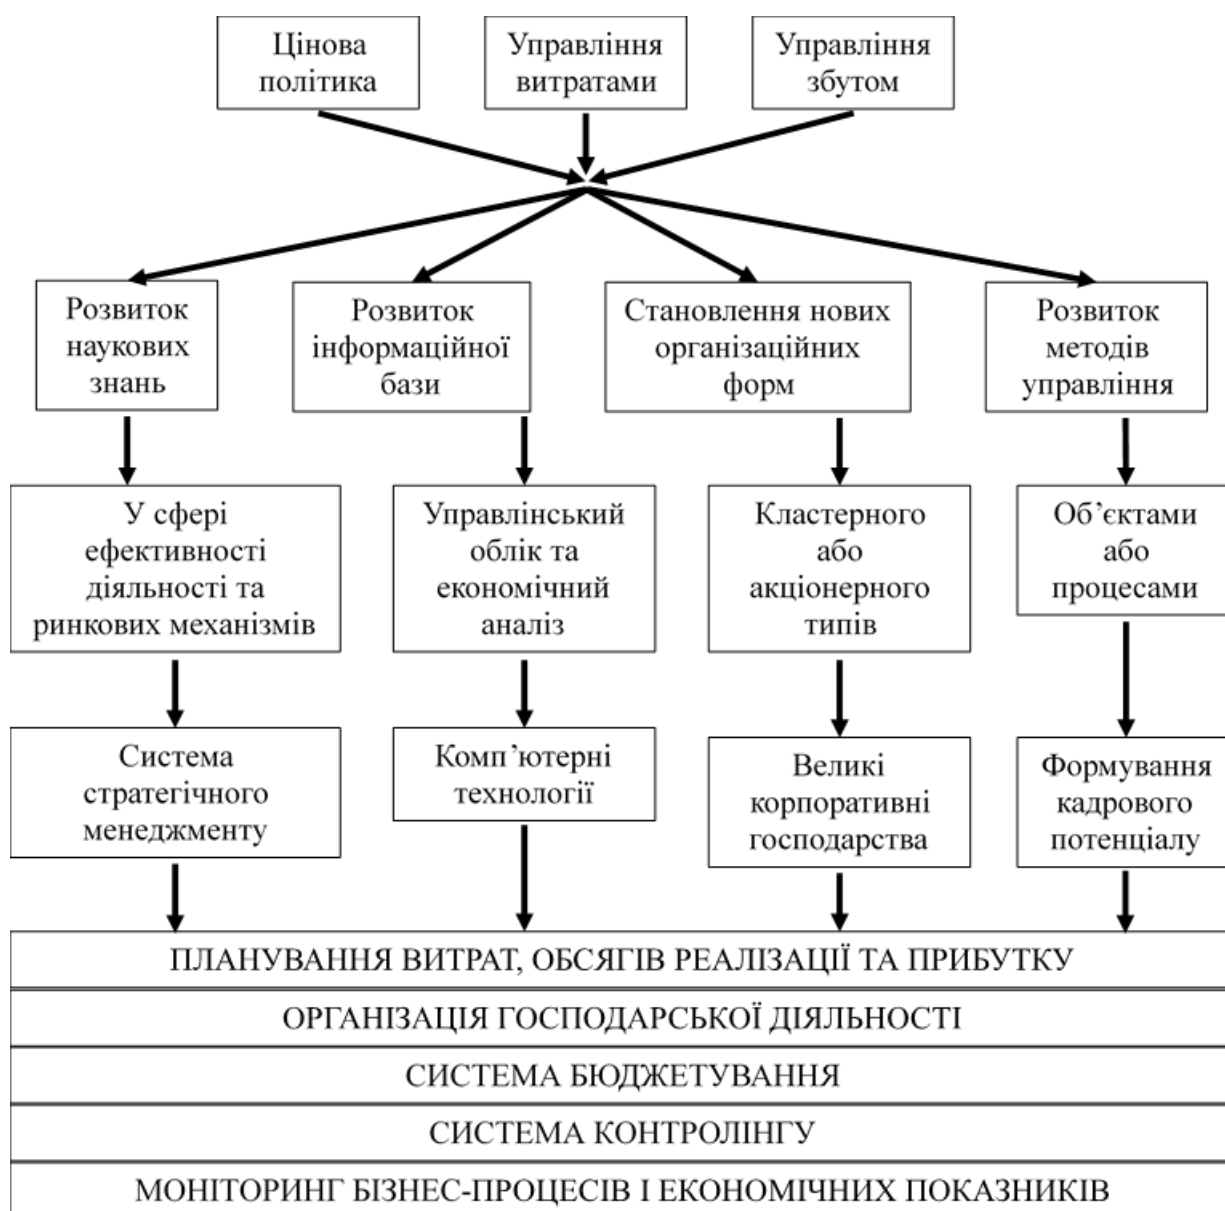 Цінова
політика
Управління
витратами
Управління
збутом
Розвиток
наукових
знань
Розвиток
інформаційної
бази
Становлення нових
організаційних
форм
Розвиток
методів
управління
У сфері
ефективності
діяльності та
ринкових механізмів
Управлінський
облік та
економічний
аналіз
Кластерного
або
акціонерного
типів
Об’єктами
або
процесами
Система
стратегічного
менеджменту
Комп’ютерні
технології
Великі
корпоративні
господарства
Формування
кадрового
потенціалу
ПЛАНУВАННЯ ВИТРАТ, ОБСЯГІВ РЕАЛІЗАЦІЇ ТА ПРИБУТКУ
ОРГАНІЗАЦІЯ ГОСПОДАРСЬКОЇ ДІЯЛЬНОСТІ
СИСТЕМА БЮДЖЕТУВАННЯ
СИСТЕМА КОНТРОЛІНГУ
МОНІТОРИНГ БІЗНЕС-ПРОЦЕСІВ І ЕКОНОМІЧНИХ ПОКАЗНИКІВ